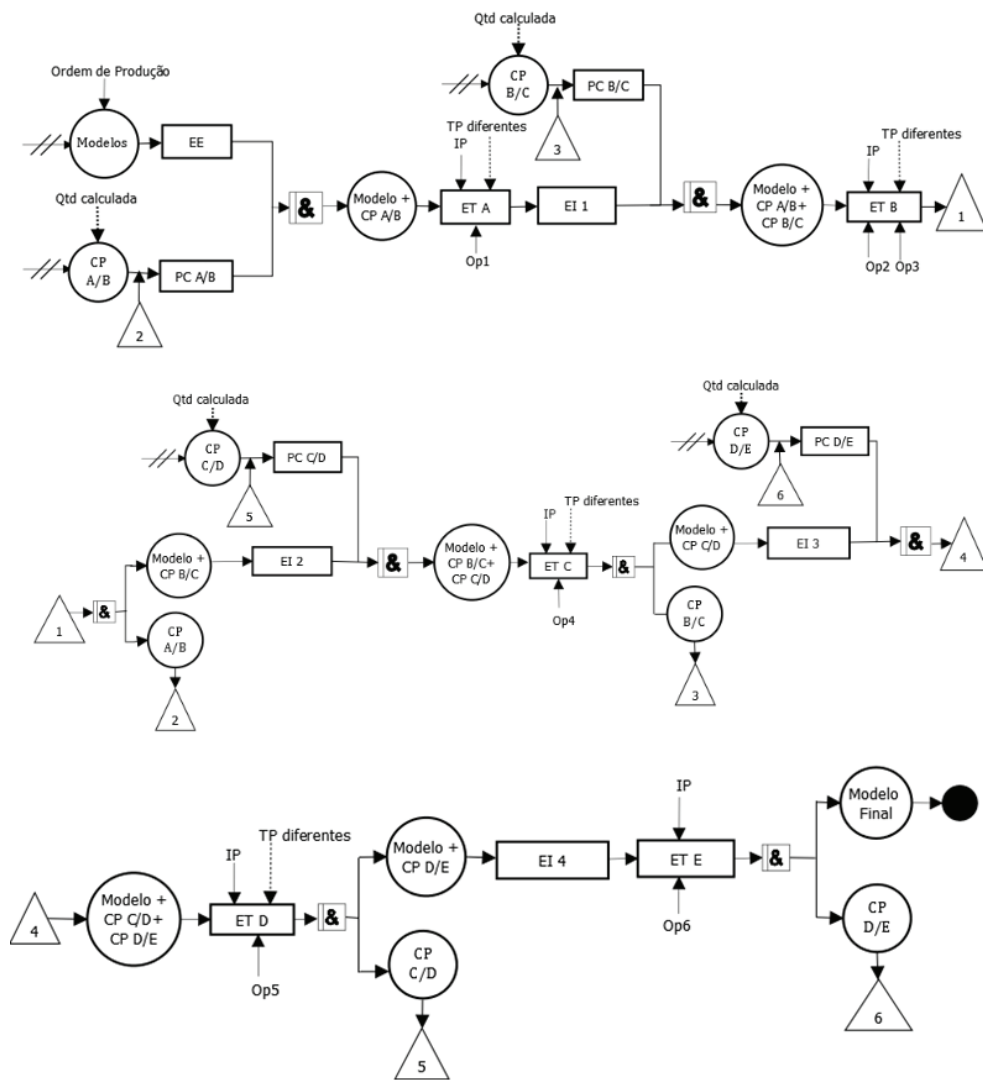 Qtd calculada
Ordem de Produção
CP
B/C
PC B/C
Modelos
EE
3
TP diferentes
IP
TP diferentes
IP
Qtd calculada
&
Modelo +
CP A/B
ET A
EI 1
&
Modelo +
CP A/B+
CP B/C
ET B
1
CP
A/B
PC A/B
Op1
Op2
Op3
2
Qtd calculada
Qtd calculada
CP
C/D
PC C/D
CP
D/E
PC D/E
5
6
TP diferentes
IP
Modelo +
CP B/C
EI 2
&
Modelo +
CP B/C+
CP C/D
ET C
&
Modelo +
CP C/D
EI 3
&
4
1
&
CP
A/B
Op4
CP
B/C
2
3
IP
Modelo
Final
TP diferentes
IP
Modelo +
CP D/E
EI 4
ET E
&
4
Modelo +
CP C/D+
CP D/E
ET D
&
Op6
CP
D/E
CP
C/D
Op5
6
5